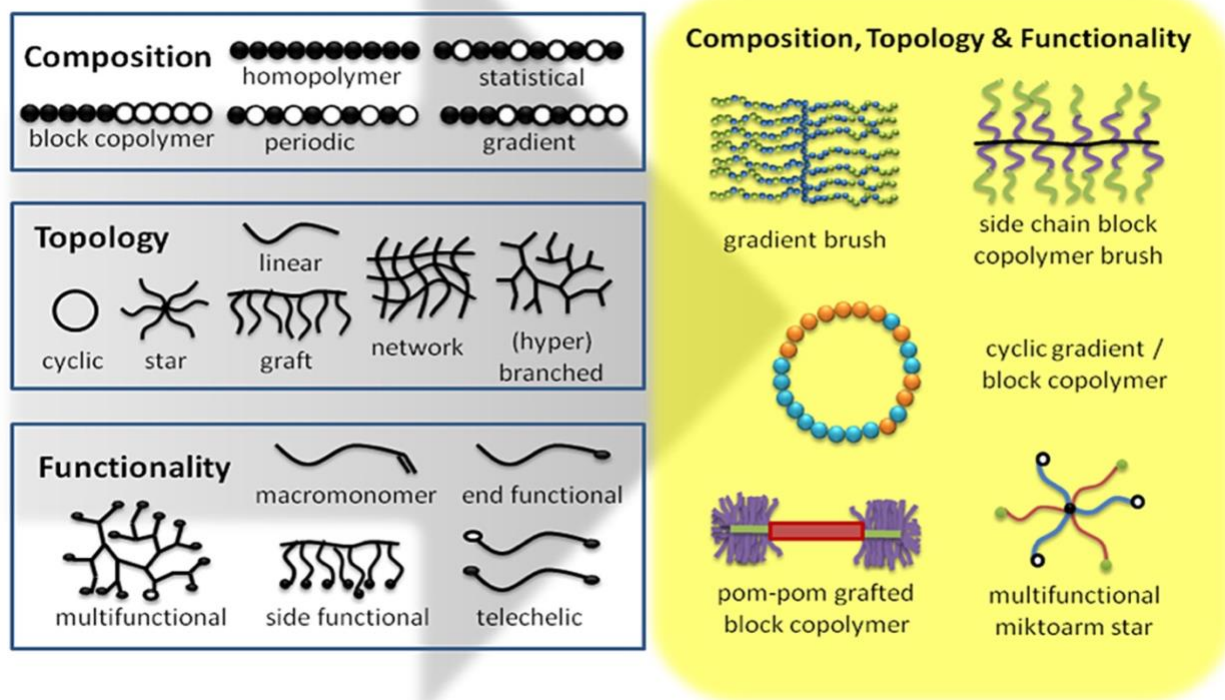 Composition
homopolymer
statistical
block copolymer
periodic
gradient
Topology
linear
cyclic
star
graft
network
(hyper)
branched
Functionality
macromonomer
end functional
multifunctional
side functional
telechelic
Composition, Topology & Functionality
gradient brush
side chain block
copolymer brush
cyclic gradient /
block copolymer
pom-pom grafted
block copolymer
multifunctional
miktoarm star